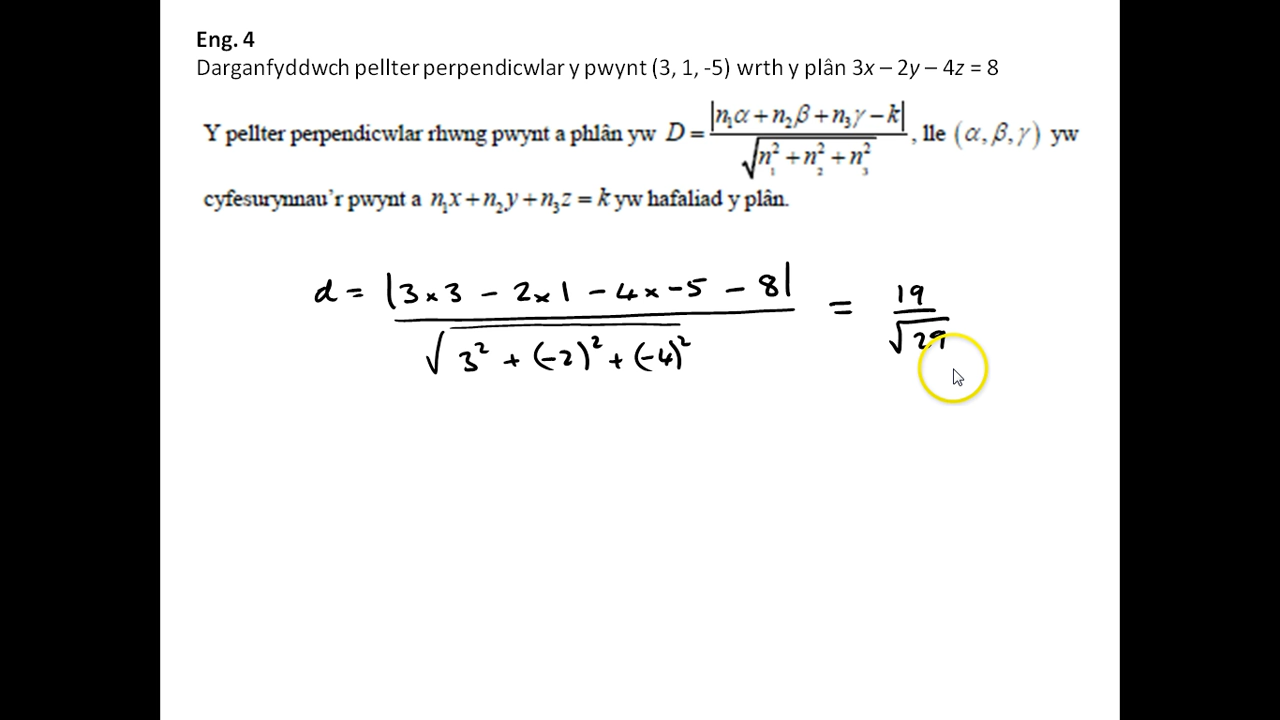 Eng. 4
Darganfyddwch pellter perpendicwlar y pwynt (3, 1, -5) wrth y plân 3x – 2y – 4z = 8
Y pellter perpendicwlar rhwng pwynt a phlân yw D = |n₁α + n₂β + n₃γ − k| / √(n₁² + n₂² + n₃²) , lle (α, β, γ) yw
cyfesurynnau'r pwynt a n₁x + n₂y + n₃z = k yw hafaliad y plân.
d = |3×3 − 2×1 − 4×−5 − 8| / √(3² + (−2)² + (−4)²) = 19 / √29